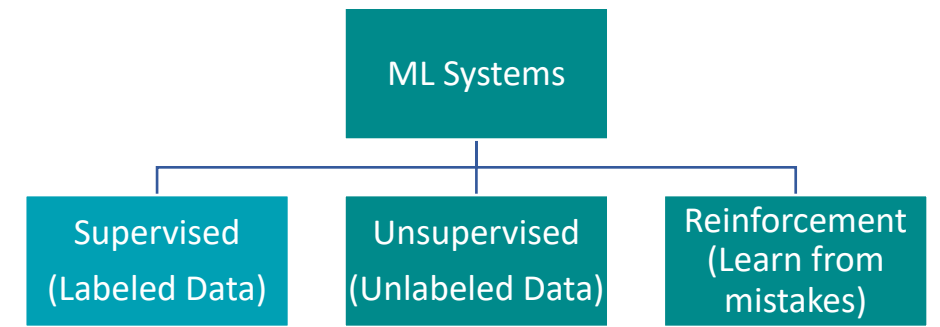 ML Systems
Supervised
(Labeled Data)
Unsupervised
(Unlabeled Data)
Reinforcement
(Learn from
mistakes)